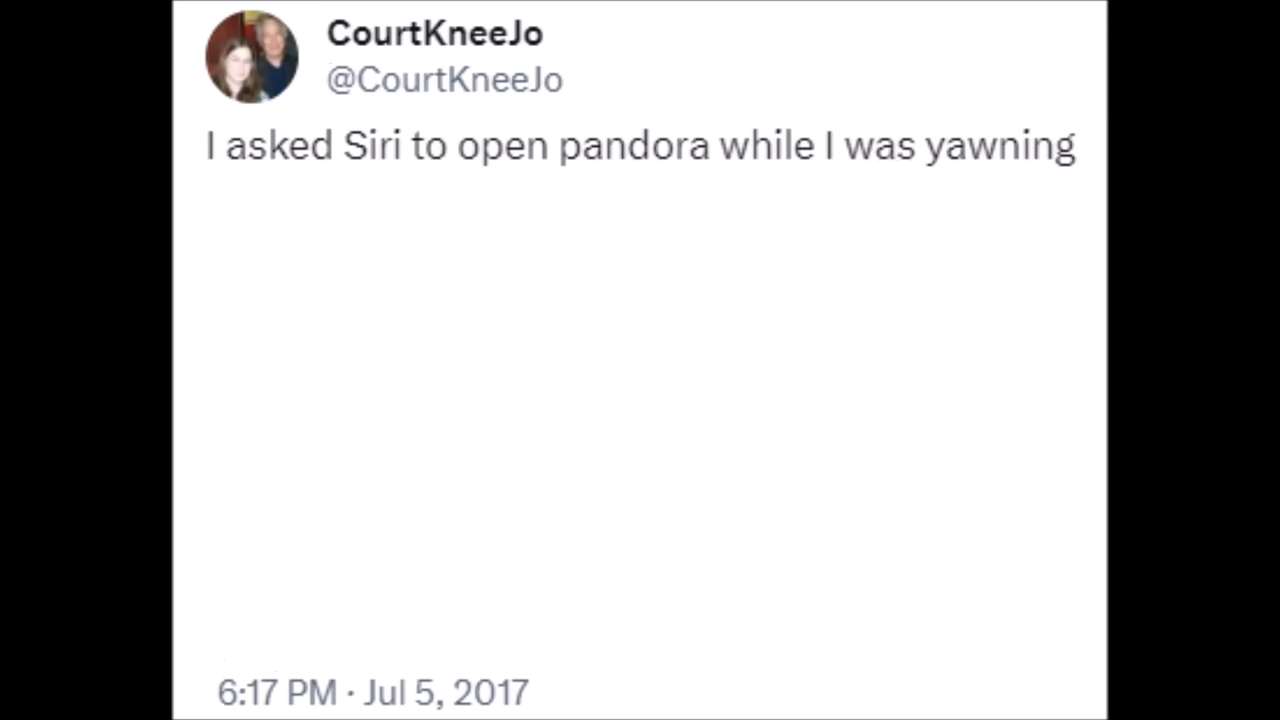 CourtKneeJo
@CourtKneeJo
I asked Siri to open pandora while I was yawning
6:17 PM · Jul 5, 2017